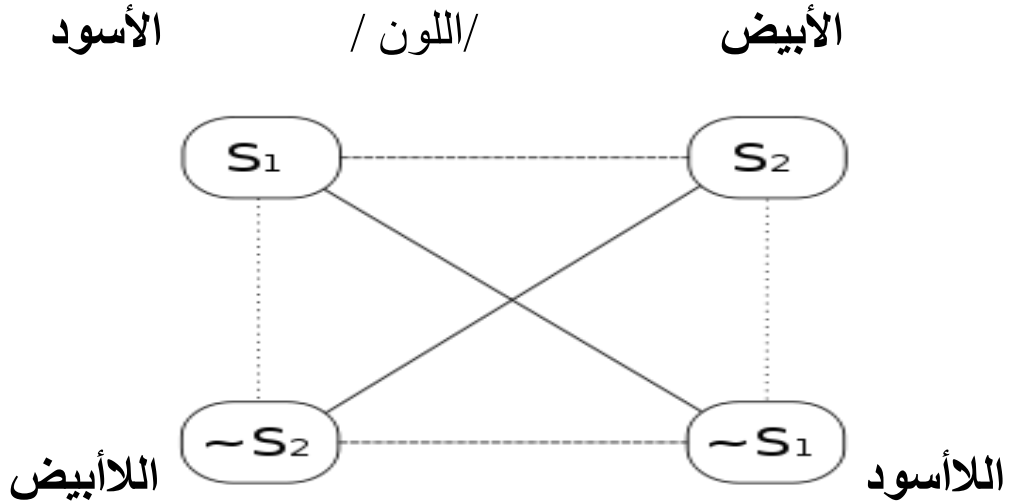 الأبيض /اللون / الأسود
S₁ S₂
~S₂ ~S₁
اللاأسود اللاأبيض